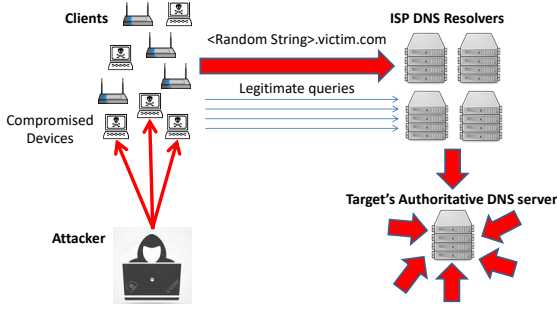 Clients
ISP DNS Resolvers
<Random String>.victim.com
Legitimate queries
Compromised
Devices
Target's Authoritative DNS server
Attacker